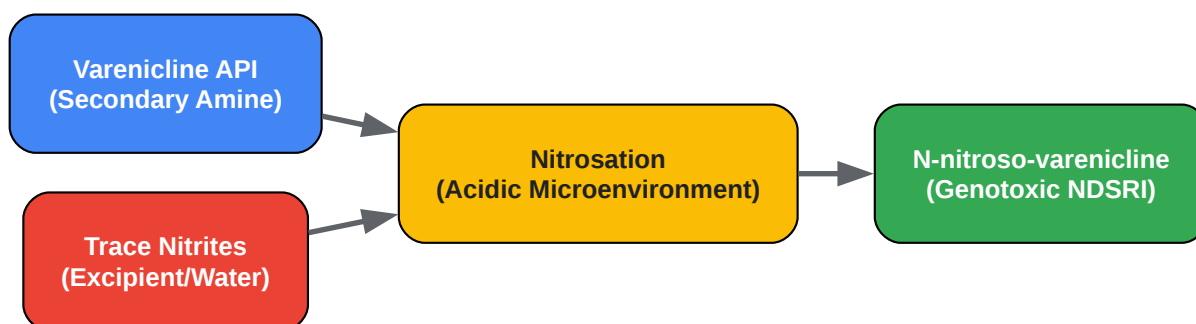 Varenicline API
(Secondary Amine)
Trace Nitrites
(Excipient/Water)
Nitrosation
(Acidic Microenvironment)
N-nitroso-varenicline
(Genotoxic NDSRI)